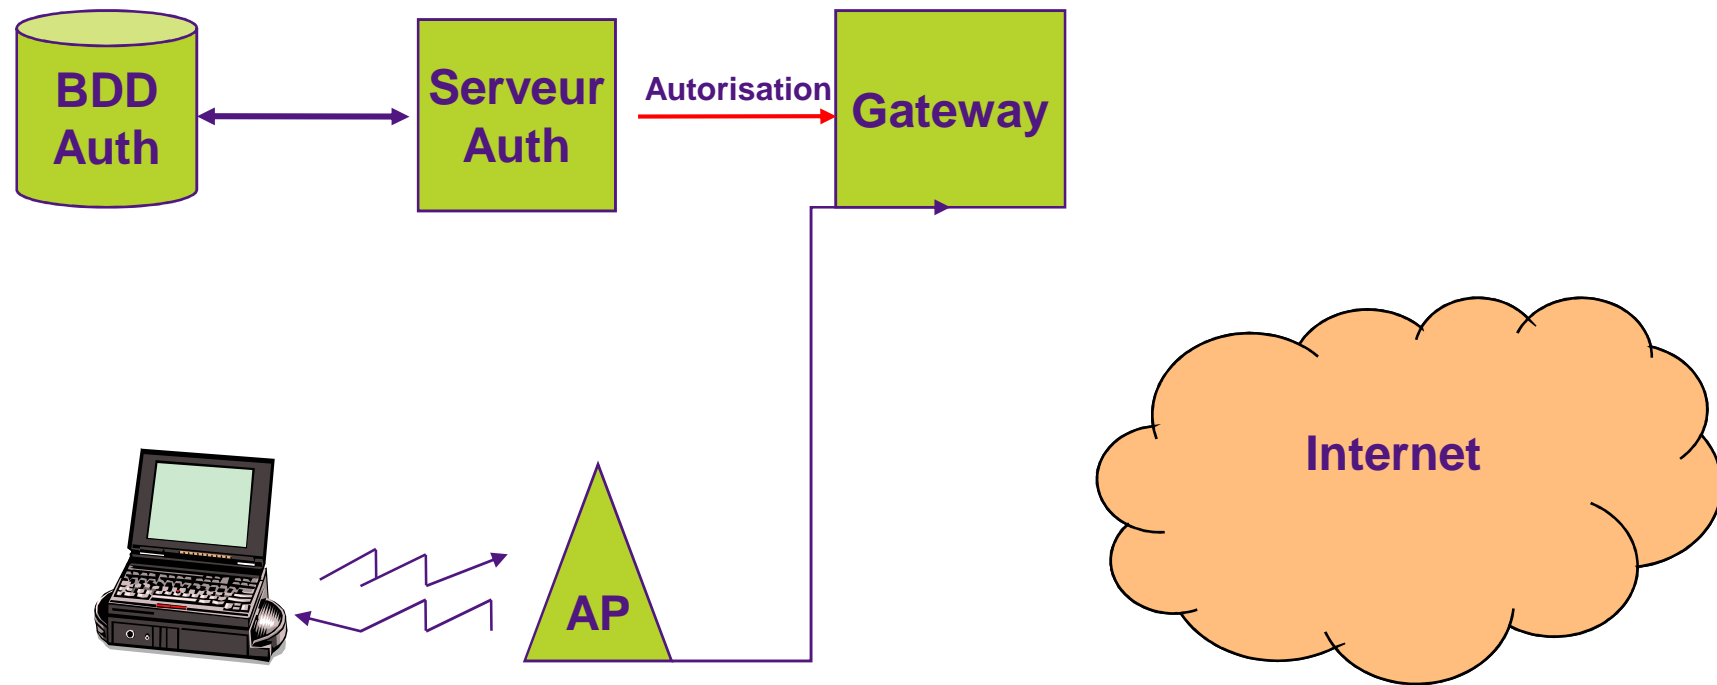 BDD
Auth
Serveur
Auth
Autorisation
Gateway
Internet
AP